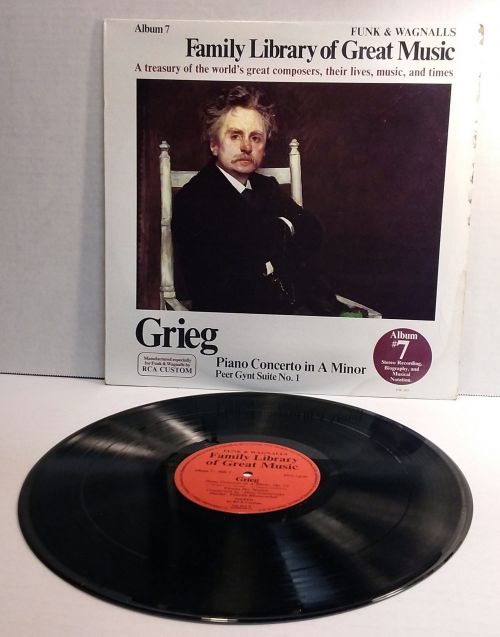 Album 7
FUNK & WAGNALLS
Family Library of Great Music
A treasury of the world's great composers, their lives, music, and times
Grieg
Manufactured especially
for Funk & Wagnalls by
RCA CUSTOM
Piano Concerto in A Minor
Peer Gynt Suite No. 1
Album
#7
Stereo Recording,
Biography, and
Musical
Notation.
FUNK & WAGNALLS
Family Library
of Great Music
Album 7
Grieg